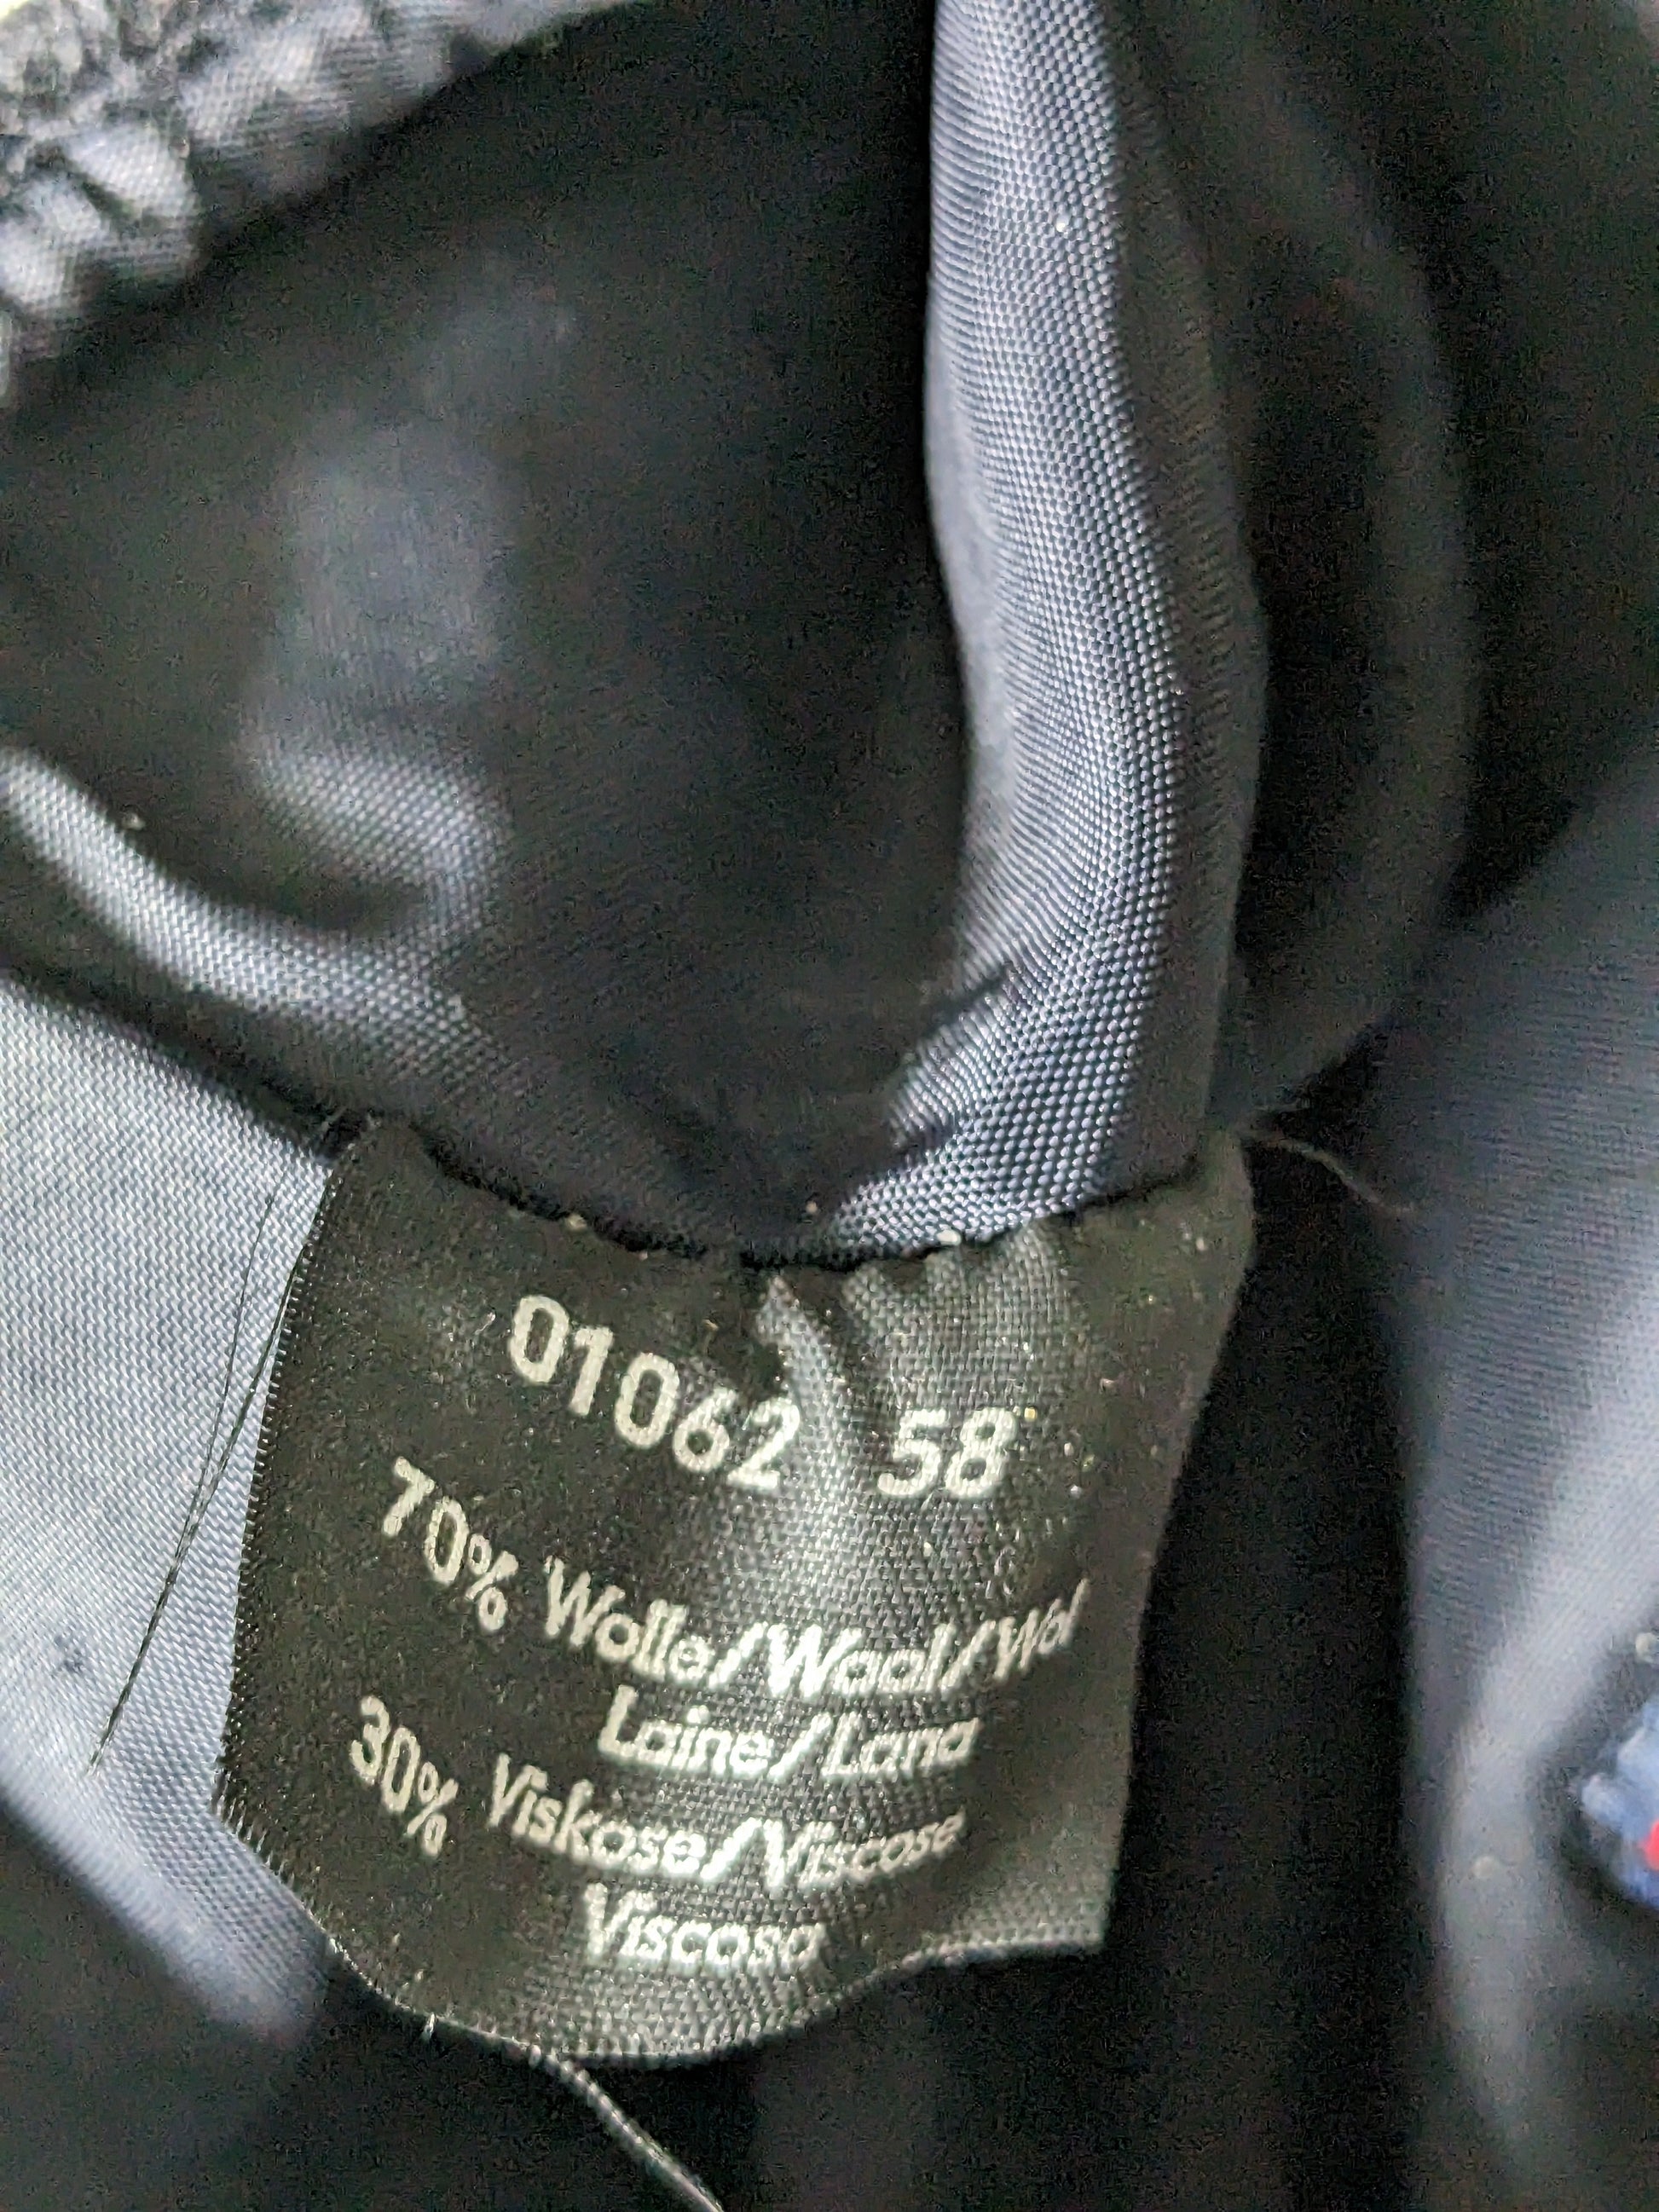 01062 58
70% Wolle/Wool/Wol
Laine/Lana
30% Viskose/Viscose
Viscosa